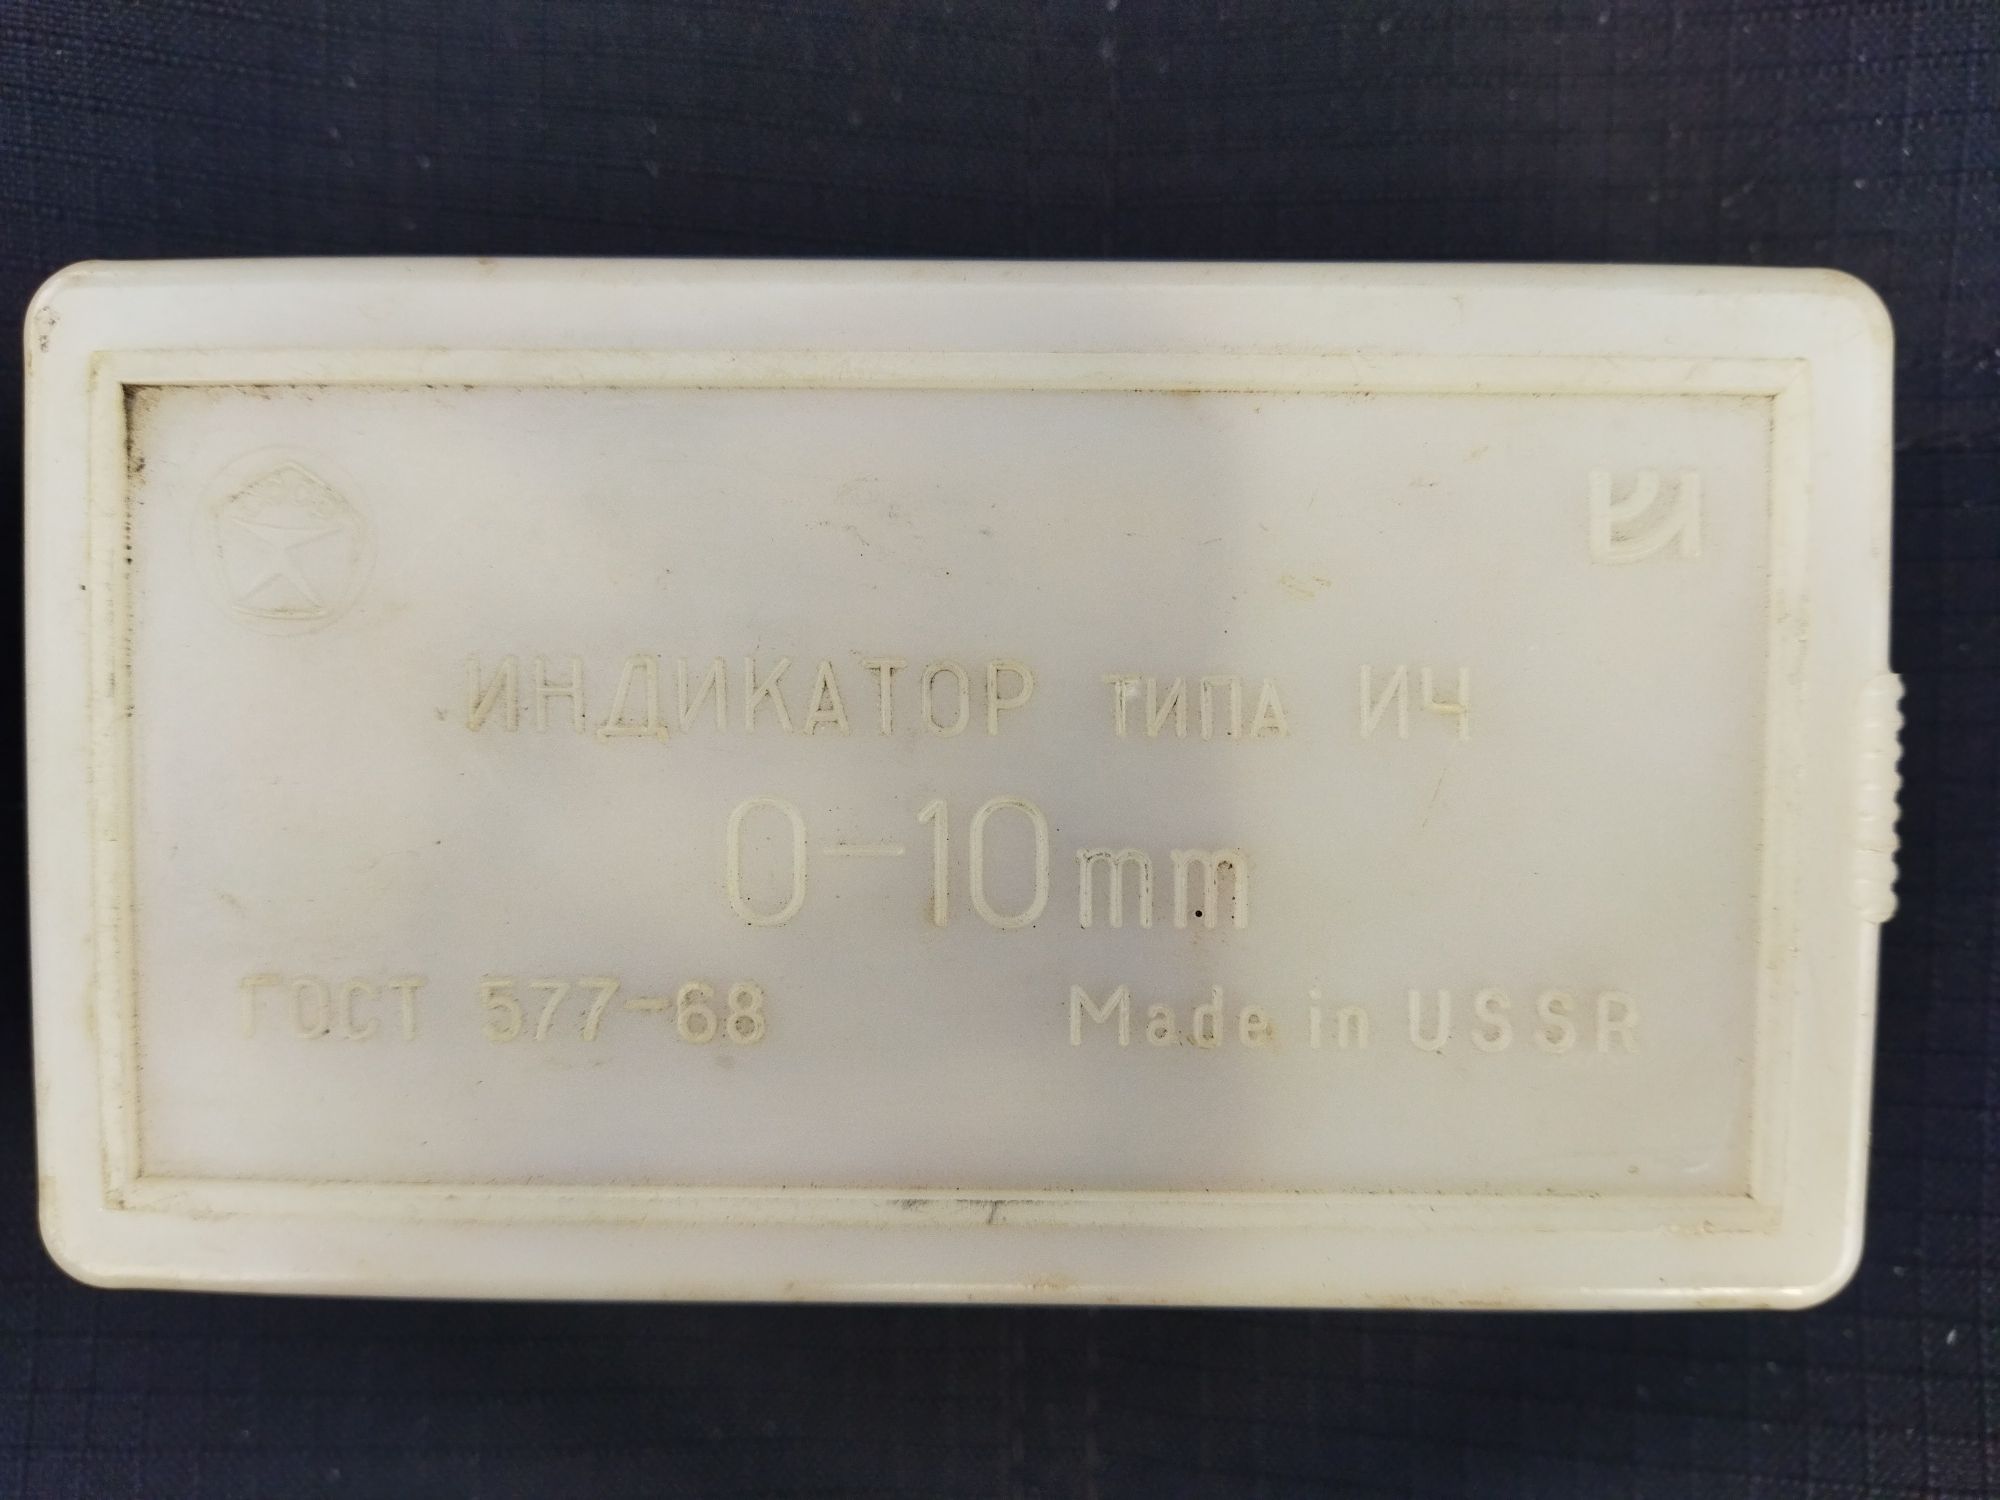 ИНДИКАТОР ТИПА ИЧ
0-10mm
ГОСТ 577-68 Made in USSR